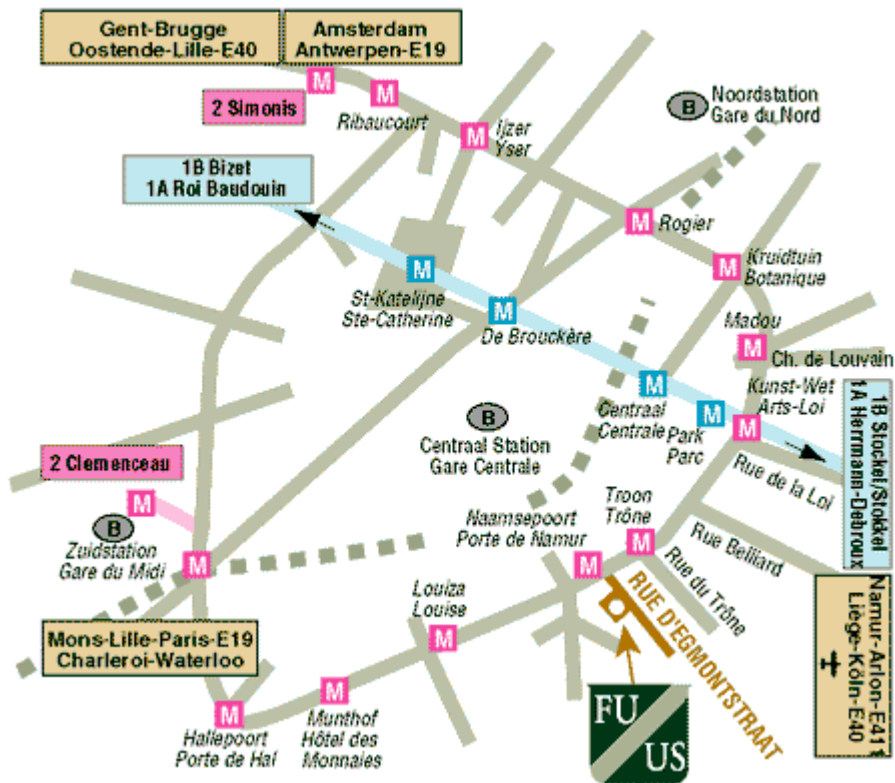 Gent-Brugge
Oostende-Lille-E40
Amsterdam
Antwerpen-E19
2 Simonis
Ribaucourt
Ijzer
Yser
B
Noordstation
Gare du Nord
1B Bizet
1A Roi Baudouin
M
M
M
M
Rogier
M
Kruidtuin
Botanique
M
St-Katelijne
Ste-Catherine
M
De Brouckère
Madou
M
Ch. de Louvain
M
Centraal
Centrale
M
Park
Parc
Kunst-Wet
Arts-Loi
M
1B Stockel/Stokkel
1A Herrmann-Debroux
B
Centraal Station
Gare Centrale
Rue de la Loi
2 Clemenceau
M
B
Zuidstation
Gare du Midi
M
Naamsepoort
Porte de Namur
M
Troon
Trône
M
Rue Belliard
Rue du Trône
Louiza
Louise
M
RUE D'EGMONTSTRAAT
Namur-Arlon-E411
Liège-Köln-E40
Mons-Lille-Paris-E19
Charleroi-Waterloo
M
Hallepoort
Porte de Hal
M
Munthof
Hôtel des
Monnaies
FU
US